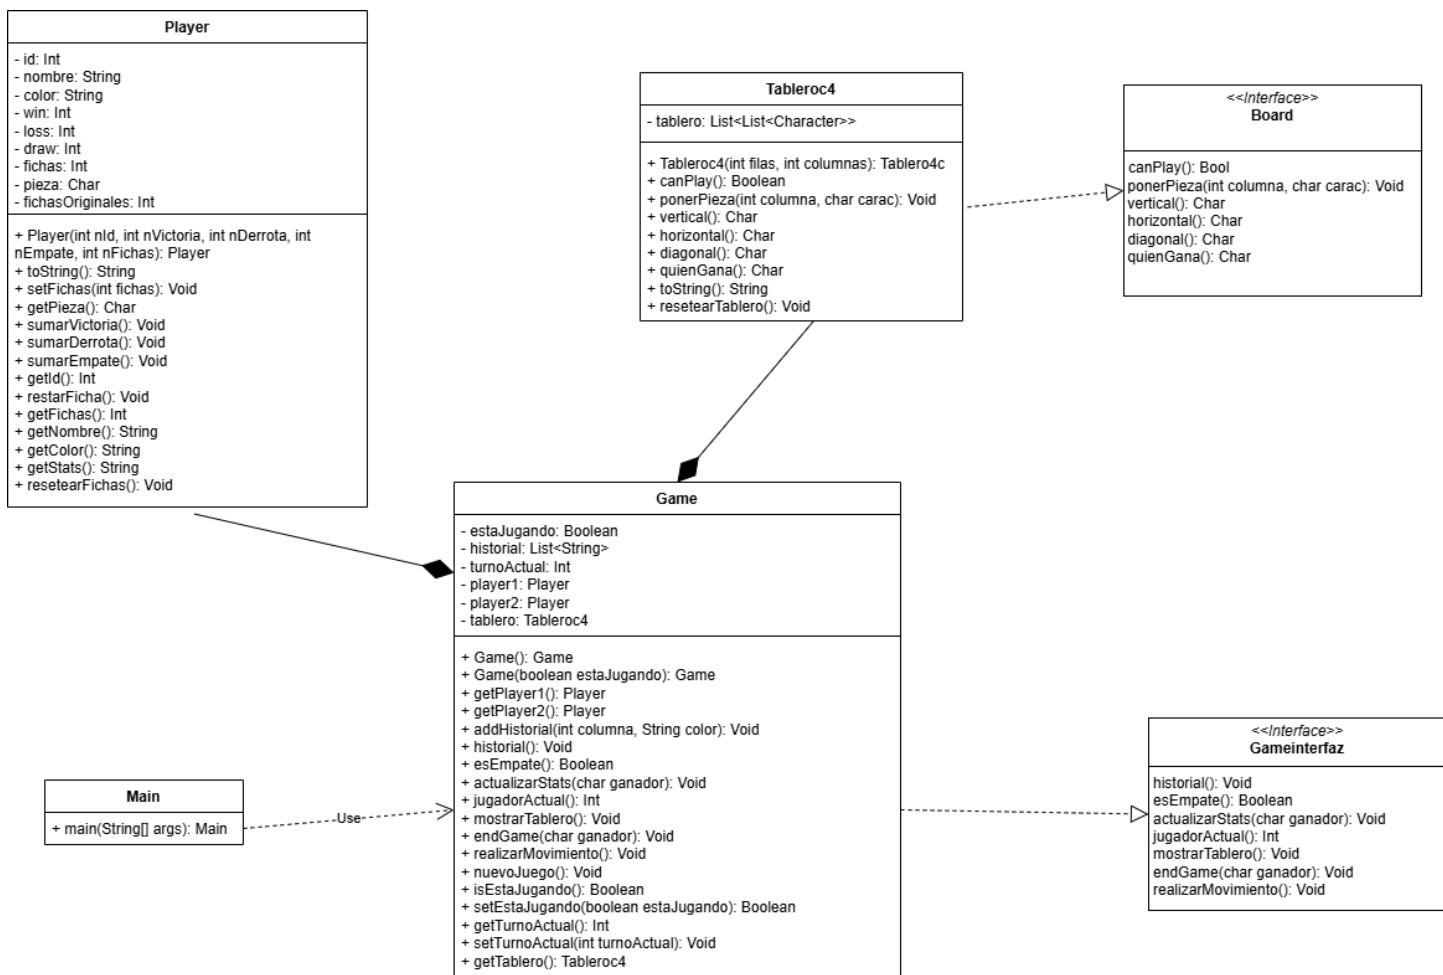 Player
- id: Int
- nombre: String
- color: String
- win: Int
- loss: Int
- draw: Int
- fichas: Int
- pieza: Char
- fichasOriginales: Int
+ Player(int nId, int nVictoria, int nDerrota, int
nEmpate, int nFichas): Player
+ toString(): String
+ setFichas(int fichas): Void
+ getPieza(): Char
+ sumarVictoria(): Void
+ sumarDerrota(): Void
+ sumarEmpate(): Void
+ getId(): Int
+ restarFicha(): Void
+ getFichas(): Int
+ getNombre(): String
+ getColor(): String
+ getStats(): String
+ resetearFichas(): Void
Tableroc4
- tablero: List<List<Character>>
+ Tableroc4(int filas, int columnas): Tablero4c
+ canPlay(): Boolean
+ ponerPieza(int columna, char carac): Void
+ vertical(): Char
+ horizontal(): Char
+ diagonal(): Char
+ quienGana(): Char
+ toString(): String
+ resetearTablero(): Void
<<Interface>>
Board
canPlay(): Bool
ponerPieza(int columna, char carac): Void
vertical(): Char
horizontal(): Char
diagonal(): Char
quienGana(): Char
Game
- estaJugando: Boolean
- historial: List<String>
- turnoActual: Int
- player1: Player
- player2: Player
- tablero: Tableroc4
+ Game(): Game
+ Game(boolean estaJugando): Game
+ getPlayer1(): Player
+ getPlayer2(): Player
+ addHistorial(int columna, String color): Void
+ historial(): Void
+ esEmpate(): Boolean
+ actualizarStats(char ganador): Void
+ jugadorActual(): Int
+ mostrarTablero(): Void
+ endGame(char ganador): Void
+ realizarMovimiento(): Void
+ nuevoJuego(): Void
+ isEstaJugando(): Boolean
+ setEstaJugando(boolean estaJugando): Boolean
+ getTurnoActual(): Int
+ setTurnoActual(int turnoActual): Void
+ getTablero(): Tableroc4
Main
+ main(String[] args): Main
Use
<<Interface>>
Gameinterfaz
historial(): Void
esEmpate(): Boolean
actualizarStats(char ganador): Void
jugadorActual(): Int
mostrarTablero(): Void
endGame(char ganador): Void
realizarMovimiento(): Void